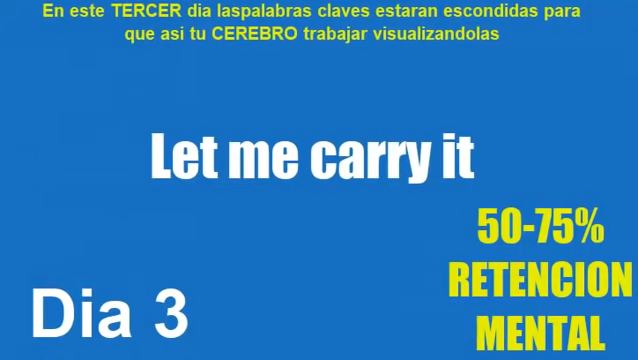 En este TERCER dia laspalabras claves estaran escondidas para
que asi tu CEREBRO trabajar visualizandolas
Let me carry it
50-75%
RETENCION
MENTAL
Dia 3